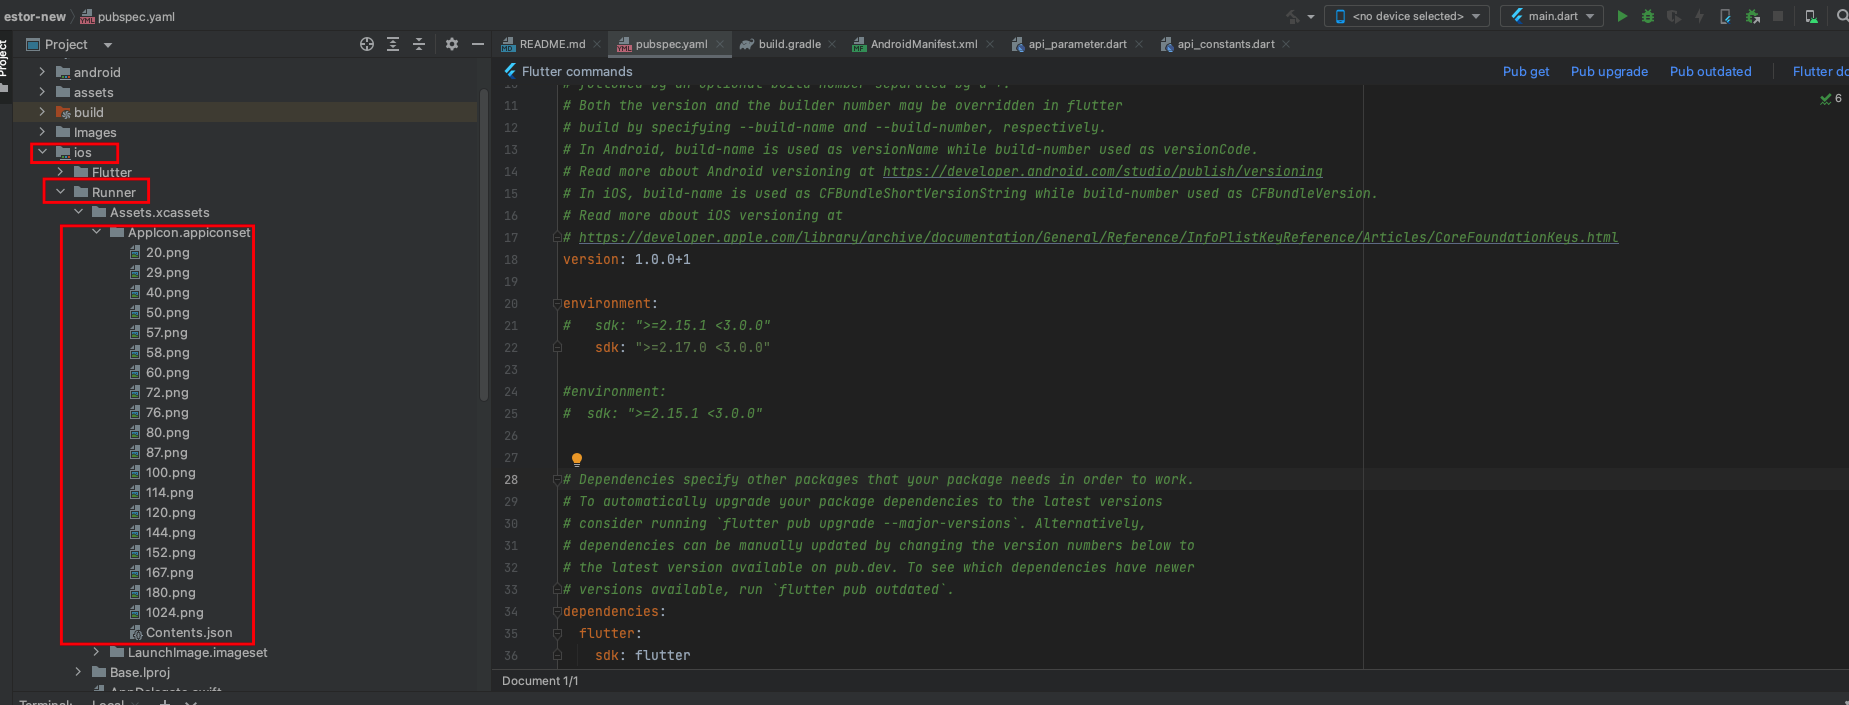 estor-new
pubspec.yaml
<no device selected>
main.dart
Project
Project
README.md
pubspec.yaml
build.gradle
AndroidManifest.xml
api_parameter.dart
api_constants.dart
Flutter commands
Pub get
Pub upgrade
Pub outdated
Flutter do
android
assets
build
Images
ios
Flutter
Runner
Assets.xcassets
AppIcon.appiconset
20.png
29.png
40.png
50.png
57.png
58.png
60.png
72.png
76.png
80.png
87.png
100.png
114.png
120.png
144.png
152.png
167.png
180.png
1024.png
Contents.json
LaunchImage.imageset
Base.lproj
AppDelegate.swift
10 # followed by an optional build number separated by a +.
11 # Both the version and the builder number may be overridden in flutter
12 # build by specifying --build-name and --build-number, respectively.
13 # In Android, build-name is used as versionName while build-number used as versionCode.
14 # Read more about Android versioning at https://developer.android.com/studio/publish/versioning
15 # In iOS, build-name is used as CFBundleShortVersionString while build-number used as CFBundleVersion.
16 # Read more about iOS versioning at
17 # https://developer.apple.com/library/archive/documentation/General/Reference/InfoPlistKeyReference/Articles/CoreFoundationKeys.html
18 version: 1.0.0+1
19
20 environment:
21 #   sdk: ">=2.15.1 <3.0.0"
22     sdk: ">=2.17.0 <3.0.0"
23
24 #environment:
25 #  sdk: ">=2.15.1 <3.0.0"
26
27
28 # Dependencies specify other packages that your package needs in order to work.
29 # To automatically upgrade your package dependencies to the latest versions
30 # consider running `flutter pub upgrade --major-versions`. Alternatively,
31 # dependencies can be manually updated by changing the version numbers below to
32 # the latest version available on pub.dev. To see which dependencies have newer
33 # versions available, run `flutter pub outdated`.
34 dependencies:
35   flutter:
36     sdk: flutter
6
Document 1/1
Terminal: Local